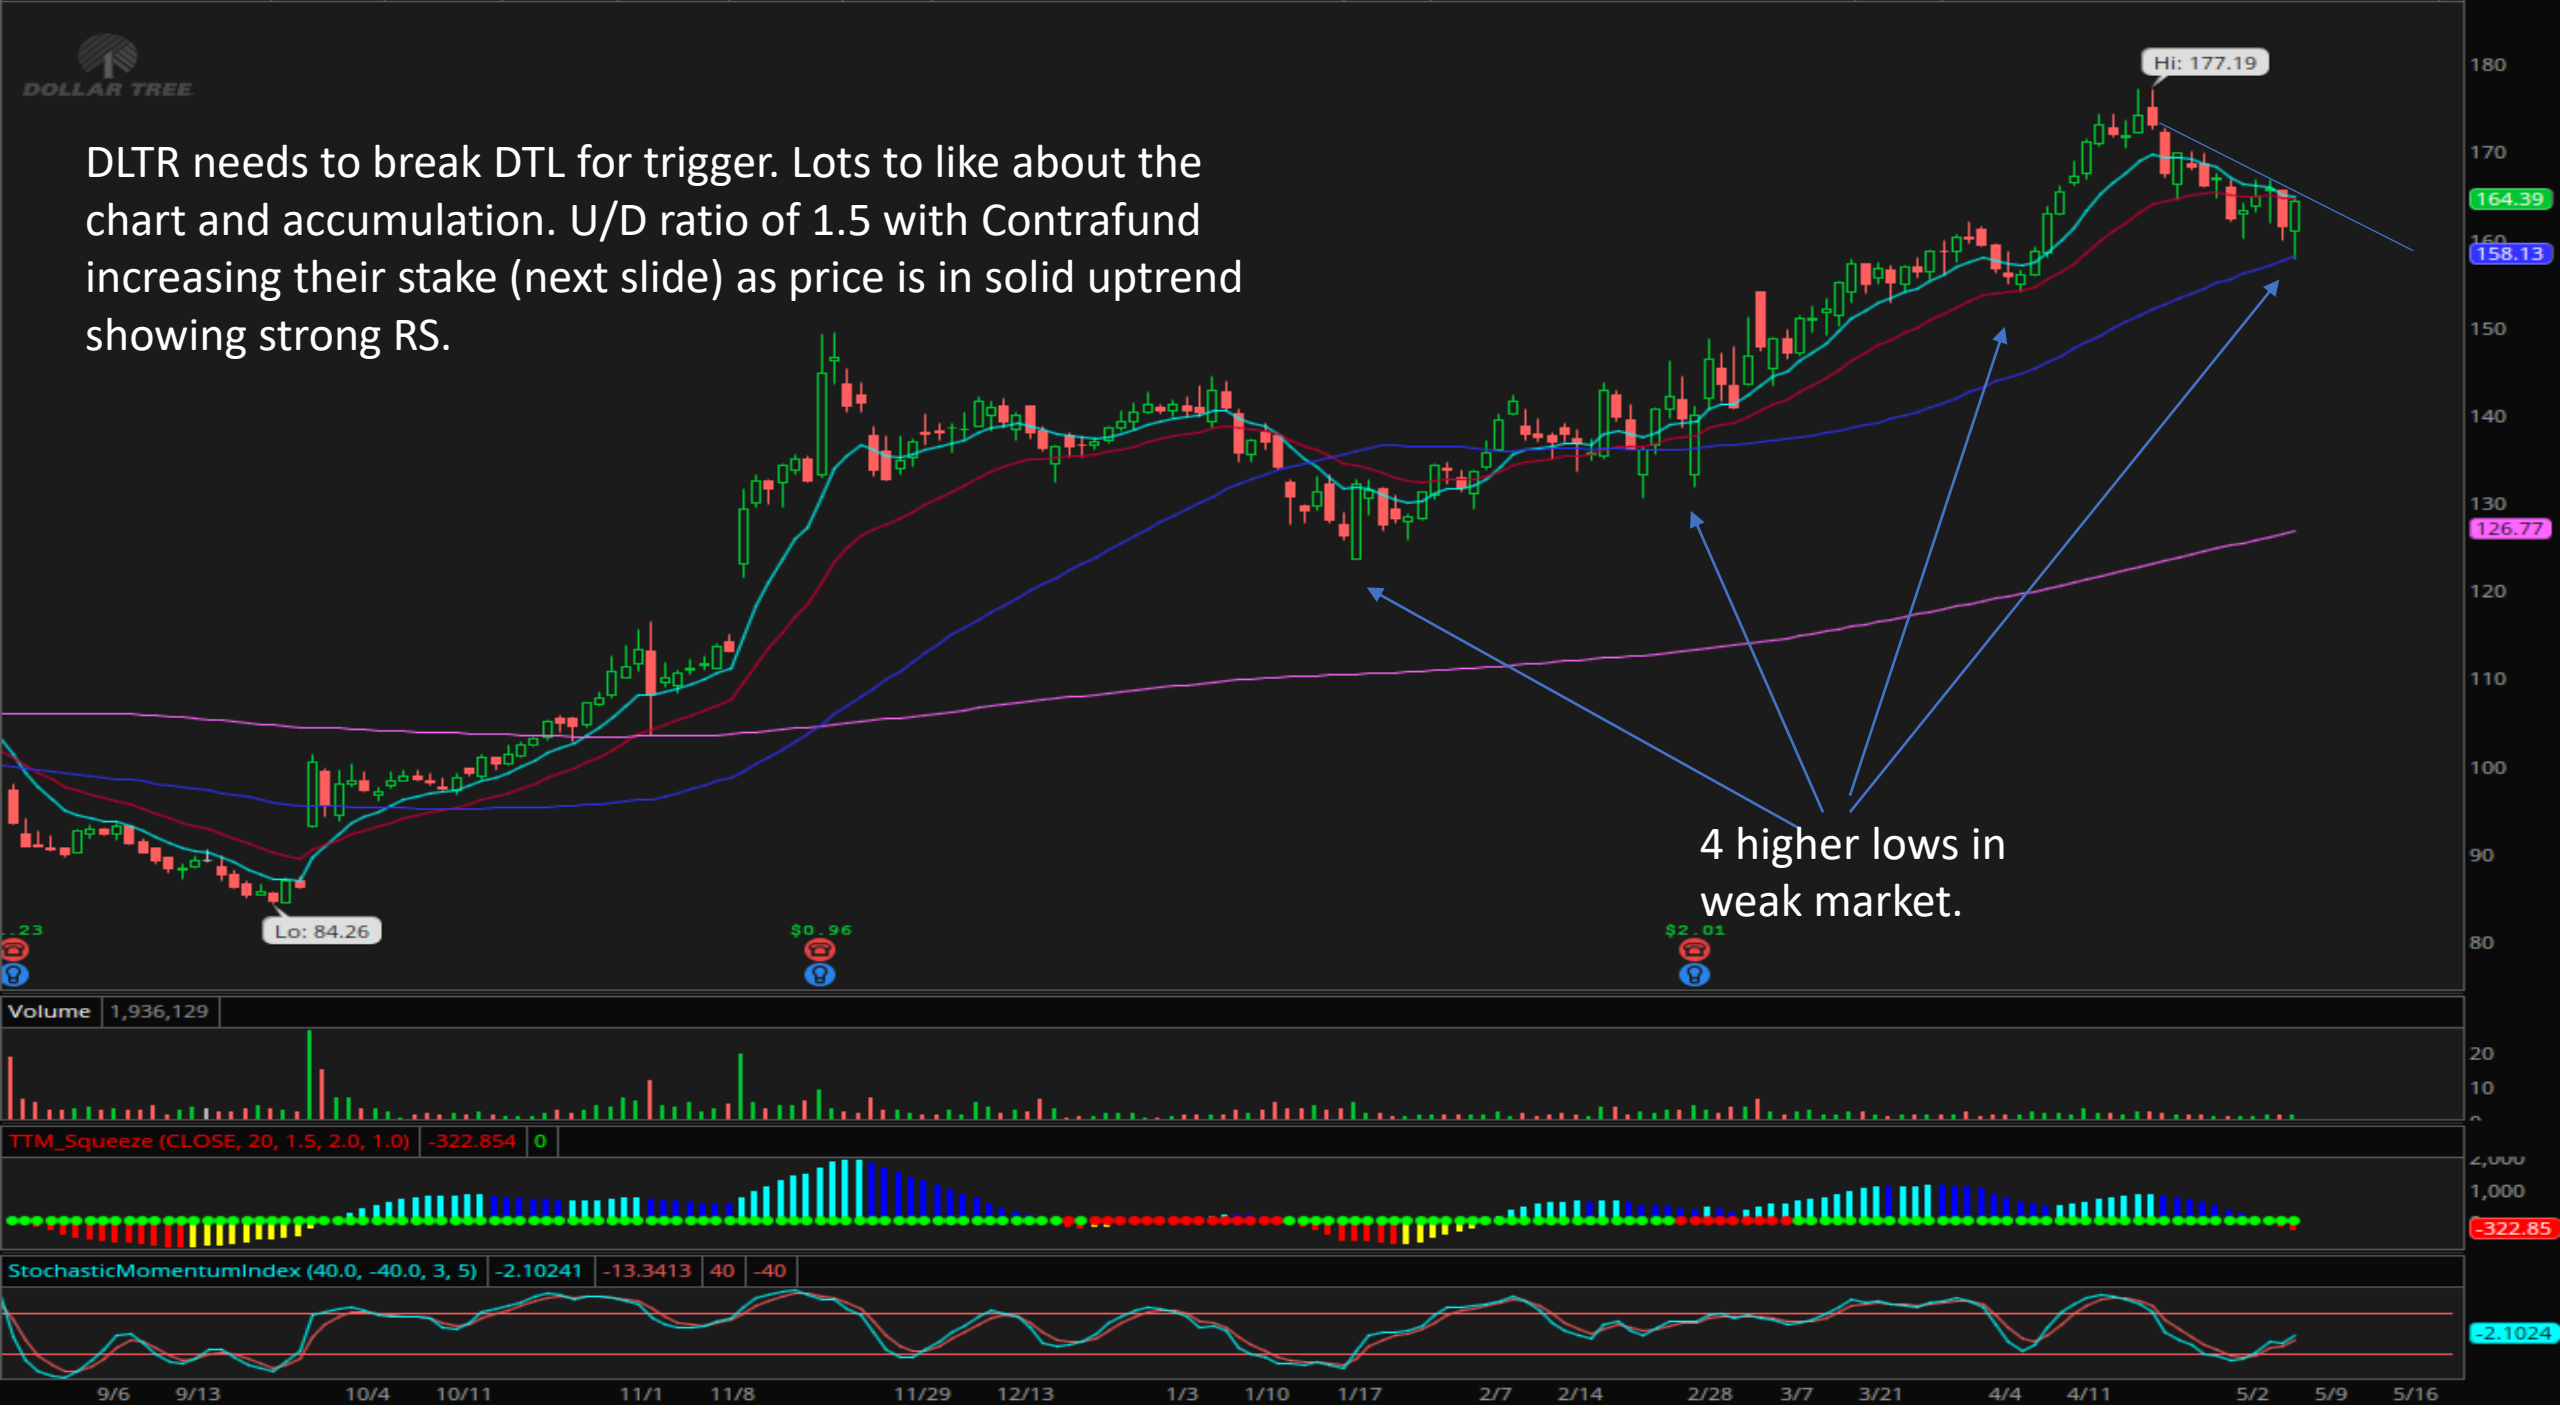 DOLLAR TREE
Hi: 177.19
DLTR needs to break DTL for trigger. Lots to like about the
chart and accumulation. U/D ratio of 1.5 with Contrafund
increasing their stake (next slide) as price is in solid uptrend
showing strong RS.
180
170
164.39
160
158.13
150
140
130
126.77
120
110
100
90
80
4 higher lows in
weak market.
Lo: 84.26
.23
$0.96
$2.01
Volume 1,936,129
20
10
TTM_Squeeze (CLOSE, 20, 1.5, 2.0, 1.0) -322.854 0
2,000
1,000
-322.85
StochasticMomentumIndex (40.0, -40.0, 3, 5) -2.10241 -13.3413 40 -40
-2.1024
9/6 9/13 10/4 10/11 11/1 11/8 11/29 12/13 1/3 1/10 1/17 2/7 2/14 2/28 3/7 3/21 4/4 4/11 5/2 5/9 5/16